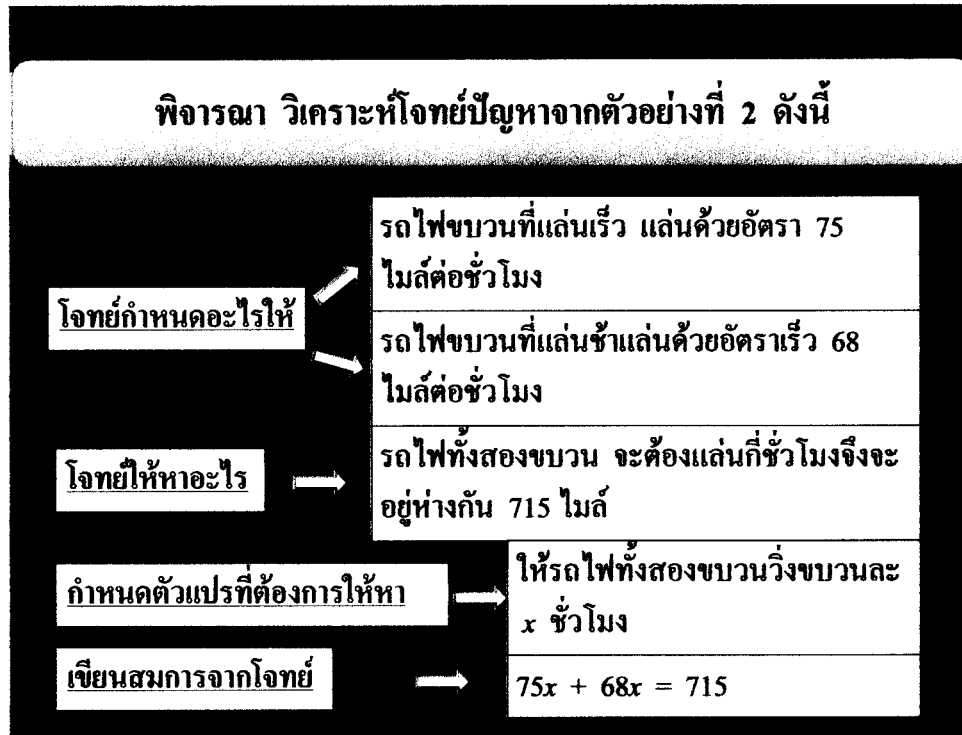 พิจารณา วิเคราะห์โจทย์ปัญหาจากตัวอย่างที่ 2 ดังนี้
โจทย์กำหนดอะไรให้
รถไฟขบวนที่แล่นเร็ว แล่นด้วยอัตรา 75
ไมล์ต่อชั่วโมง
รถไฟขบวนที่แล่นช้าแล่นด้วยอัตราเร็ว 68
ไมล์ต่อชั่วโมง
โจทย์ให้หาอะไร
รถไฟทั้งสองขบวน จะต้องแล่นกี่ชั่วโมงจึงจะ
อยู่ห่างกัน 715 ไมล์
กำหนดตัวแปรที่ต้องการให้หา
ให้รถไฟทั้งสองขบวนวิ่งขบวนละ
x ชั่วโมง
เขียนสมการจากโจทย์
75x + 68x = 715